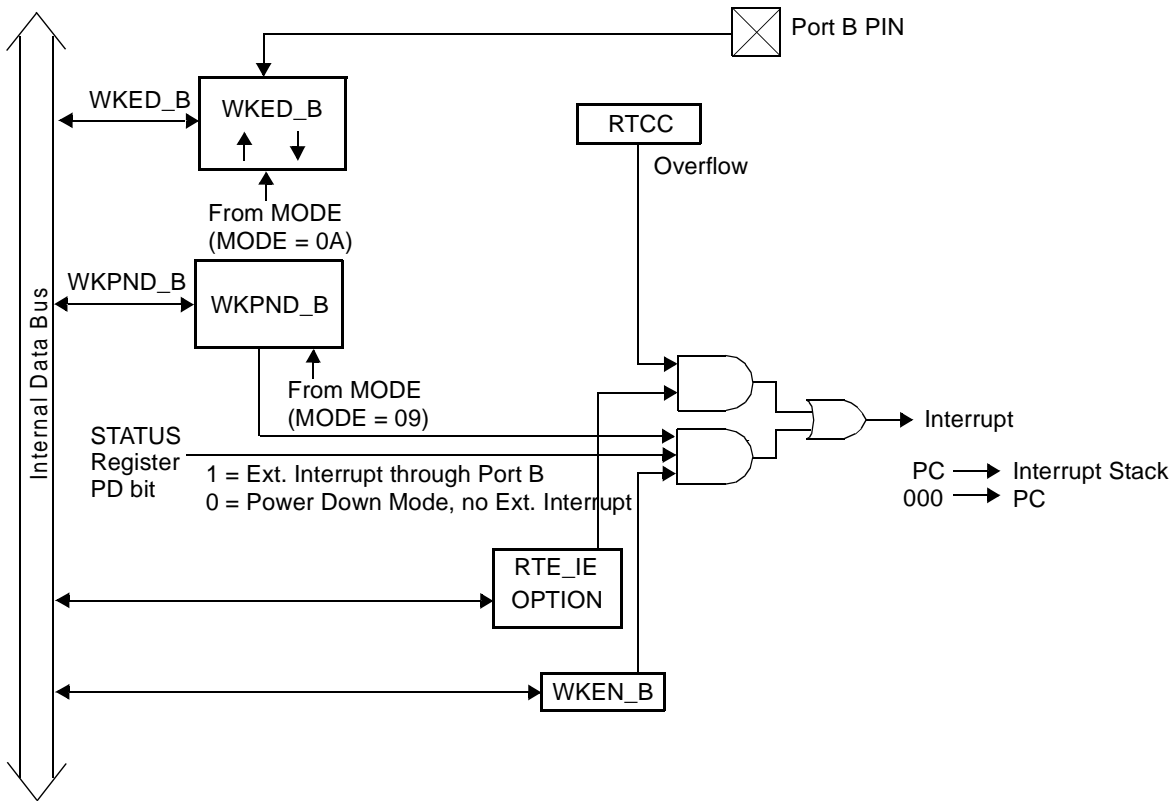 Port B PIN
WKED_B
WKED_B
RTCC
Overflow
From MODE
(MODE = 0A)
WKPND_B
WKPND_B
Internal Data Bus
From MODE
(MODE = 09)
Interrupt
STATUS
Register
PD bit
1 = Ext. Interrupt through Port B
0 = Power Down Mode, no Ext. Interrupt
PC Interrupt Stack
000 PC
RTE_IE
OPTION
WKEN_B